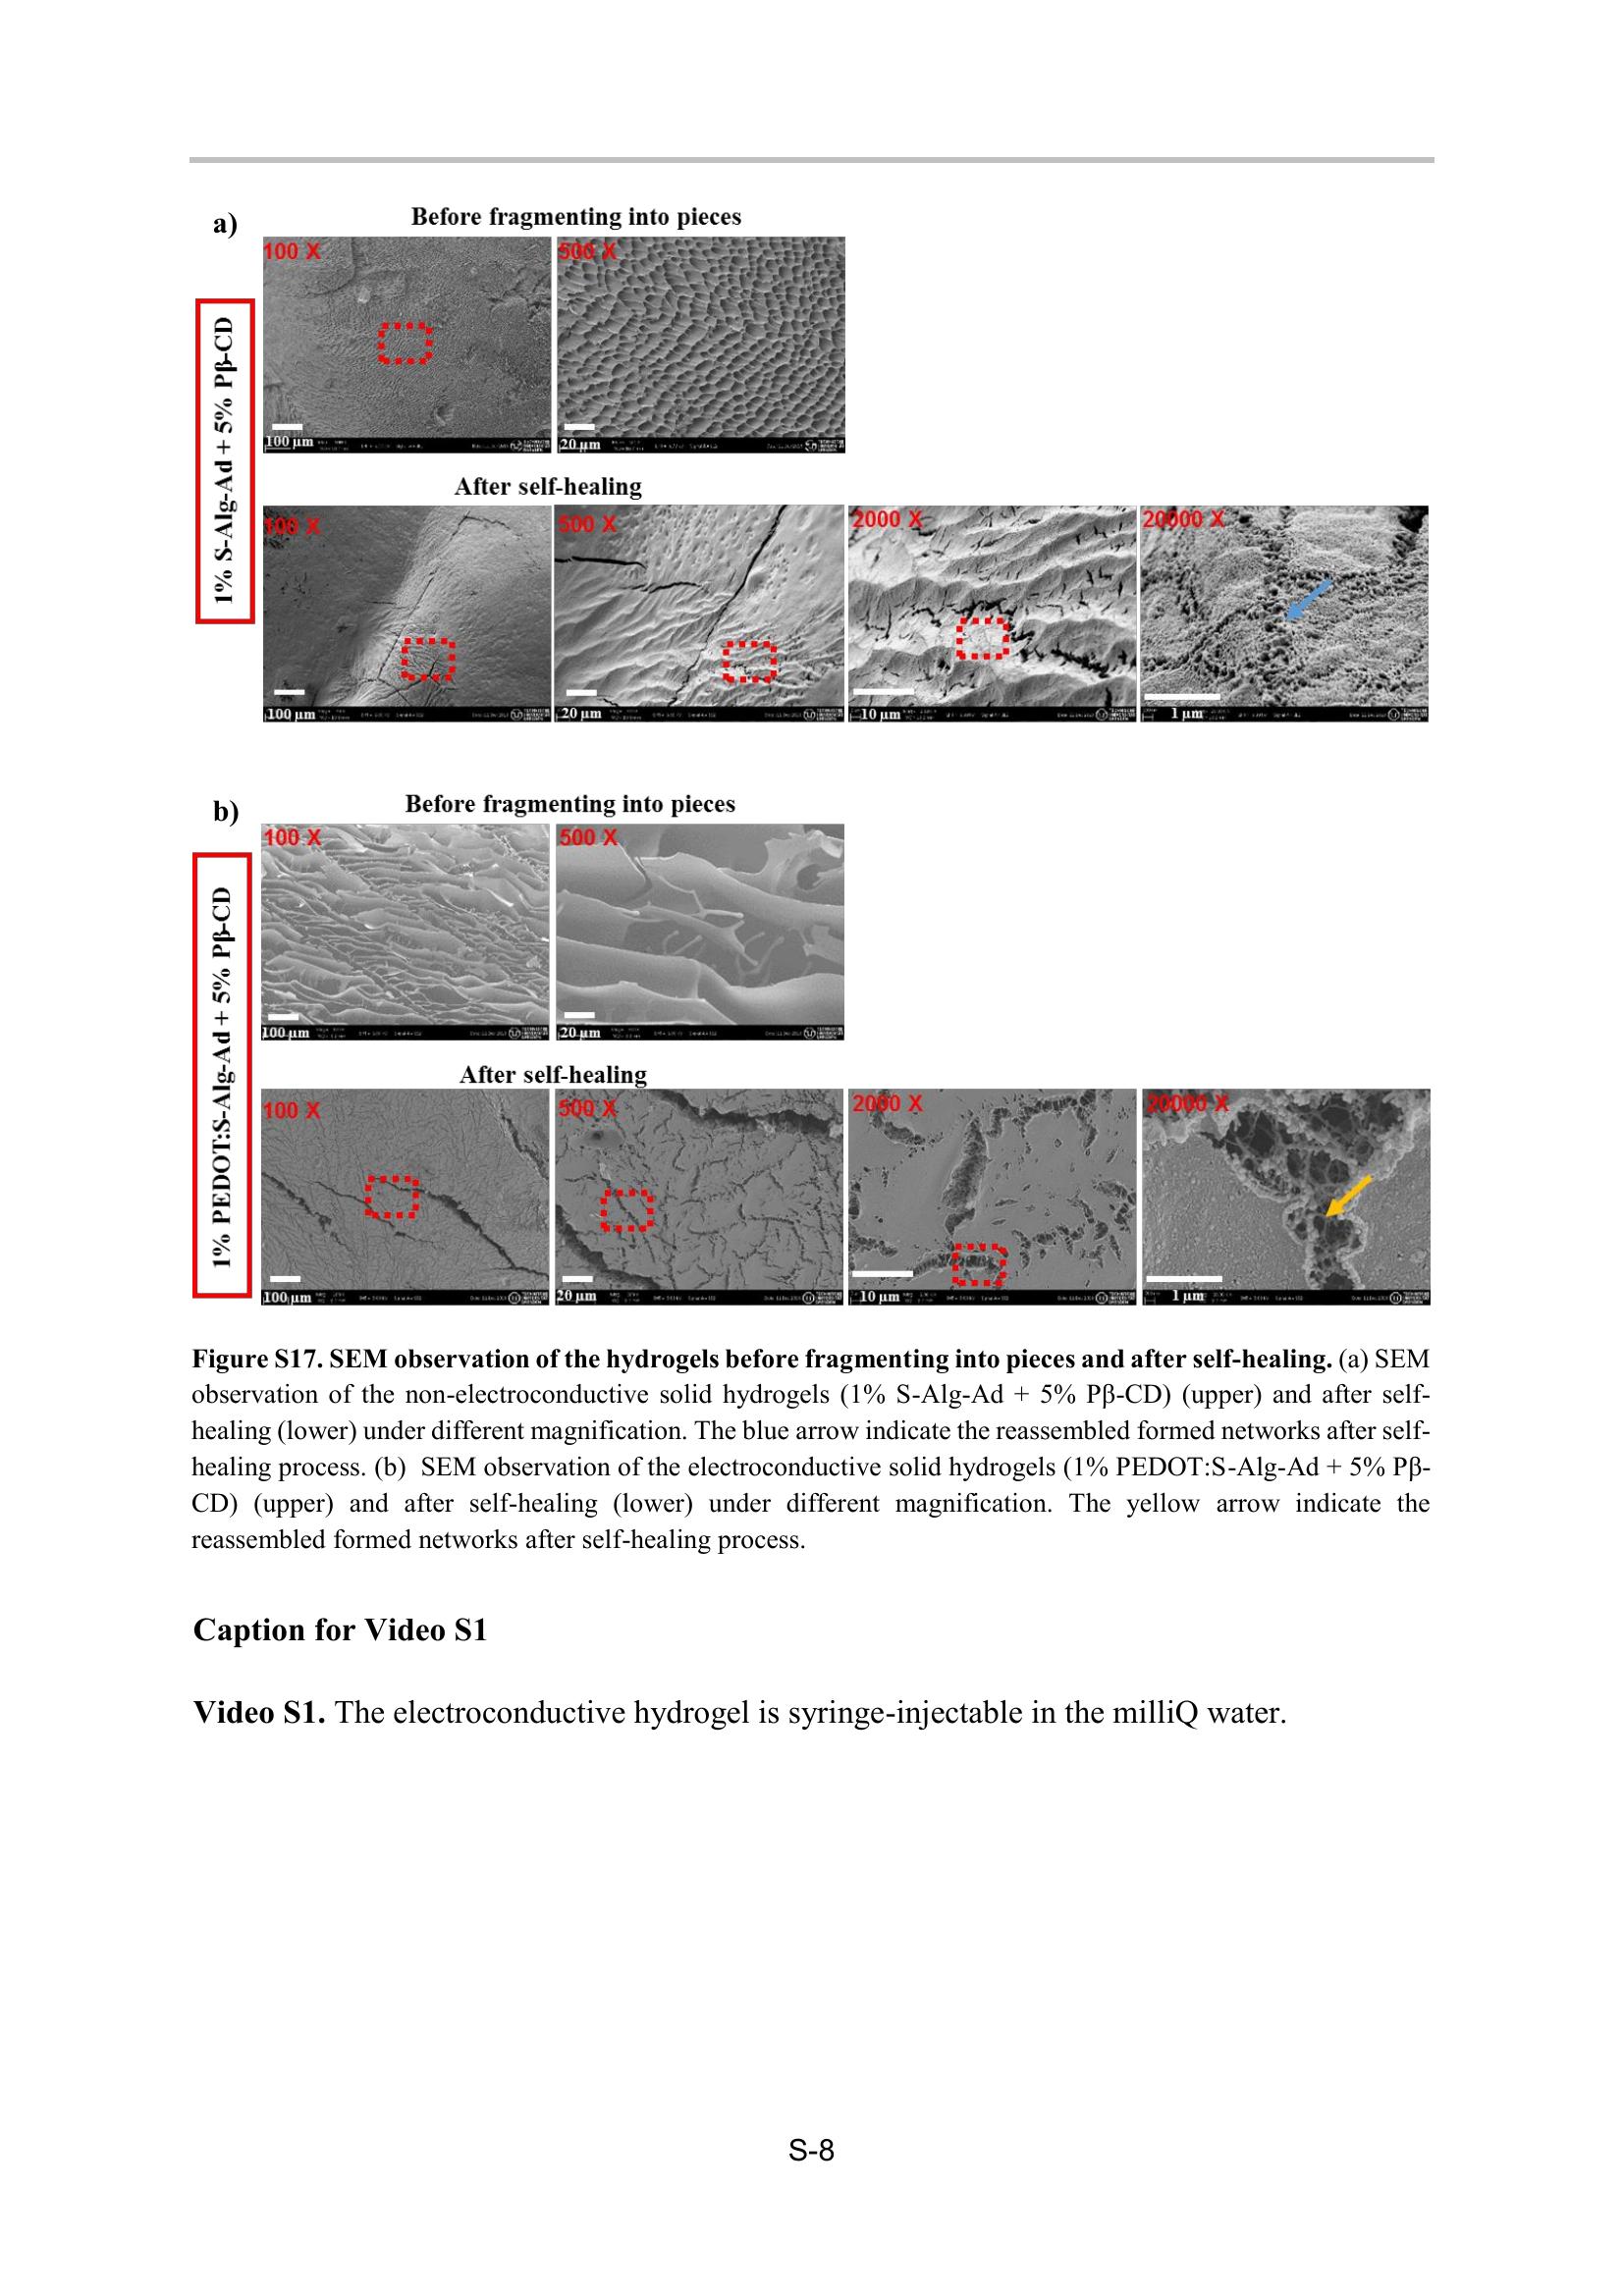 a)
Before fragmenting into pieces
1% S-Alg-Ad + 5% Pβ-CD
100 X
500 X
100 µm
20 µm
After self-healing
100 X
500 X
2000 X
20000 X
100 µm
20 µm
10 µm
1 µm
b)
Before fragmenting into pieces
1% PEDOT:S-Alg-Ad + 5% Pβ-CD
100 X
500 X
100 µm
20 µm
After self-healing
100 X
500 X
2000 X
20000 X
100 µm
20 µm
10 µm
1 µm
Figure S17. SEM observation of the hydrogels before fragmenting into pieces and after self-healing. (a) SEM
observation of the non-electroconductive solid hydrogels (1% S-Alg-Ad + 5% Pβ-CD) (upper) and after self-
healing (lower) under different magnification. The blue arrow indicate the reassembled formed networks after self-
healing process. (b) SEM observation of the electroconductive solid hydrogels (1% PEDOT:S-Alg-Ad + 5% Pβ-
CD) (upper) and after self-healing (lower) under different magnification. The yellow arrow indicate the
reassembled formed networks after self-healing process.
Caption for Video S1
Video S1. The electroconductive hydrogel is syringe-injectable in the milliQ water.
S-8